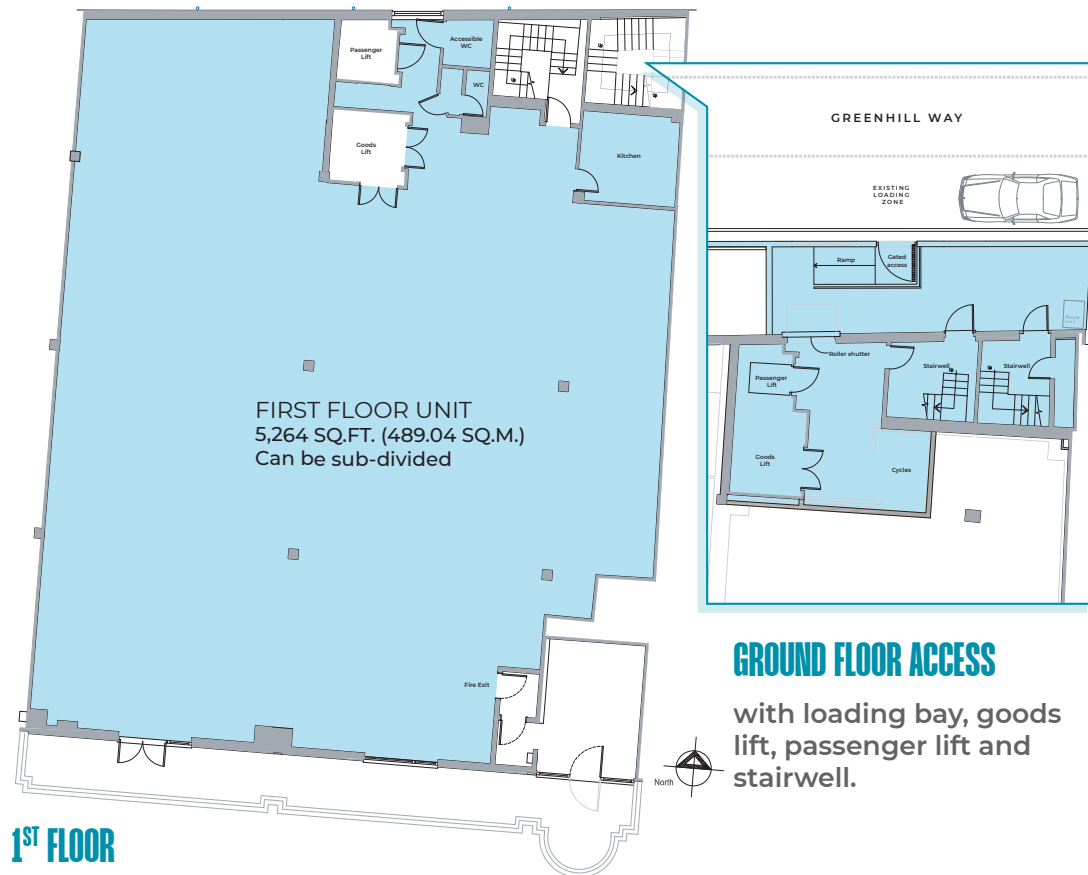 Passenger
Lift
Accessible
WC
WC
Goods
Lift
Kitchen
FIRST FLOOR UNIT
5,264 SQ.FT. (489.04 SQ.M.)
Can be sub-divided
Fire Exit
North
1ST FLOOR
GREENHILL WAY
EXISTING
LOADING
ZONE
Ramp
Gated
access
Roller shutter
Passenger
Lift
Stairwell
Stairwell
Goods
Lift
Cycles
GROUND FLOOR ACCESS
with loading bay, goods
lift, passenger lift and
stairwell.